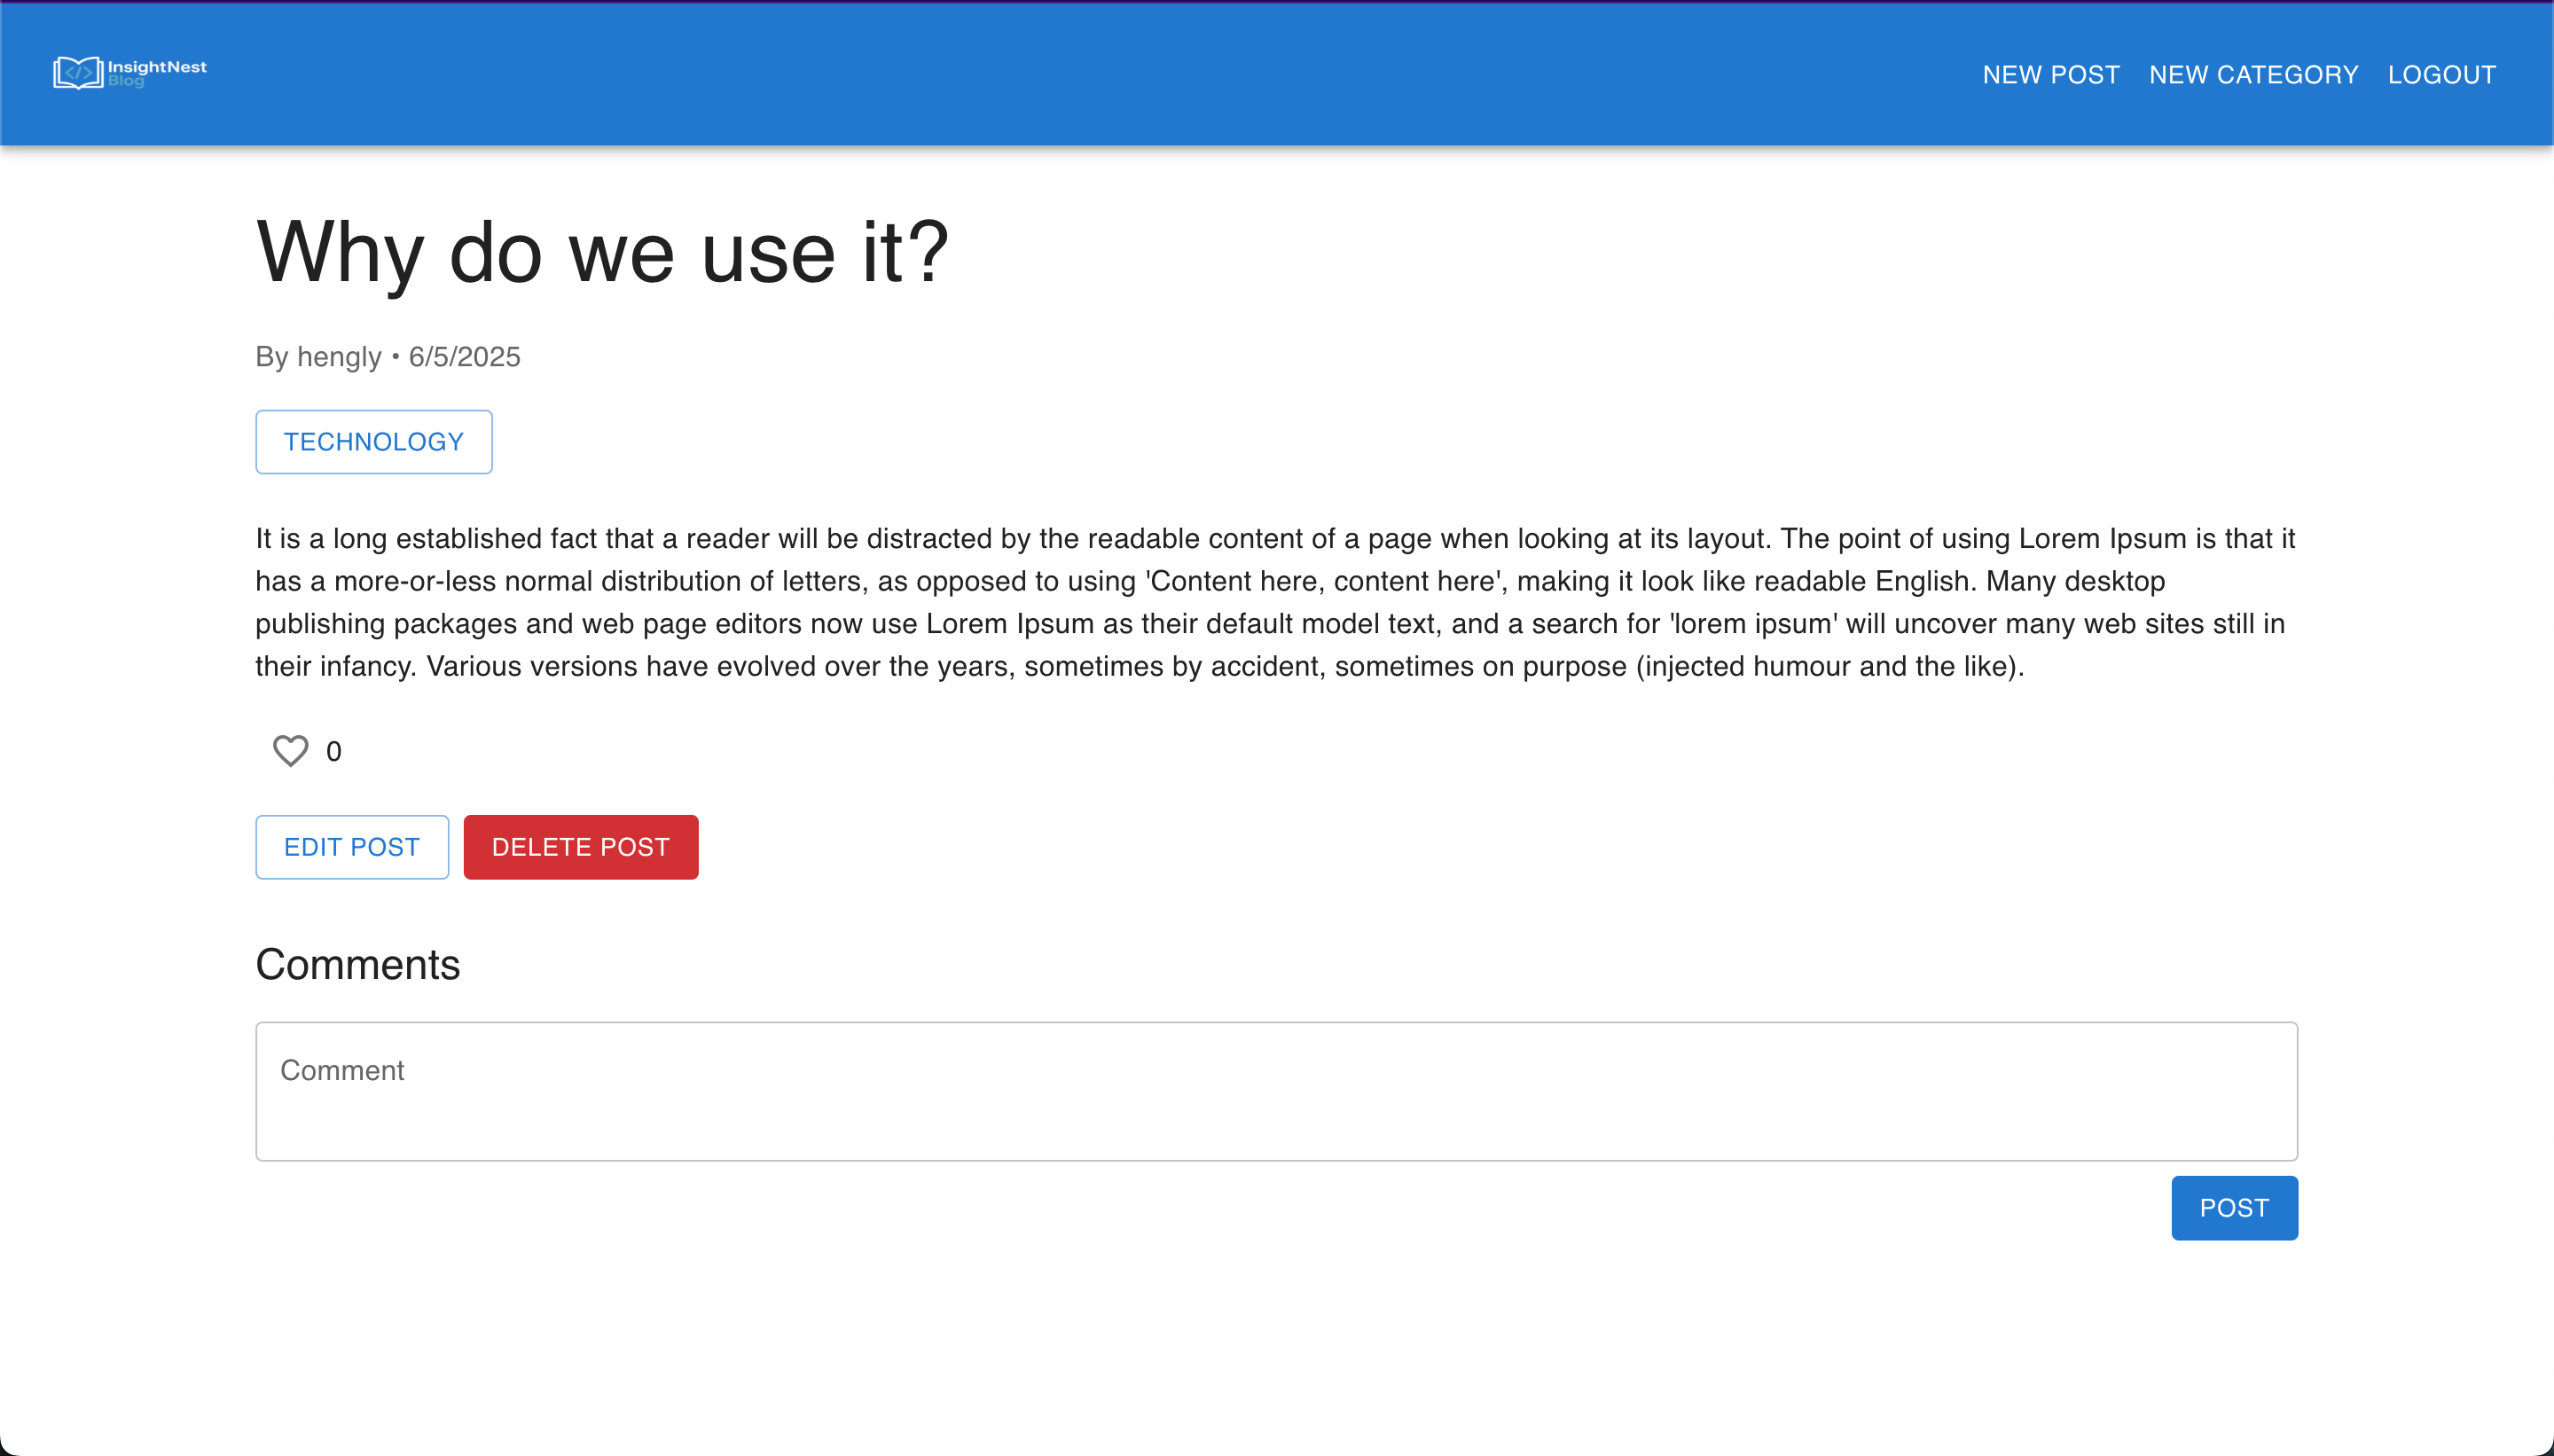 </> InsightNest
Blog
NEW POST NEW CATEGORY LOGOUT
Why do we use it?
By hengly • 6/5/2025
TECHNOLOGY
It is a long established fact that a reader will be distracted by the readable content of a page when looking at its layout. The point of using Lorem Ipsum is that it
has a more-or-less normal distribution of letters, as opposed to using 'Content here, content here', making it look like readable English. Many desktop
publishing packages and web page editors now use Lorem Ipsum as their default model text, and a search for 'lorem ipsum' will uncover many web sites still in
their infancy. Various versions have evolved over the years, sometimes by accident, sometimes on purpose (injected humour and the like).
0
EDIT POST DELETE POST
Comments
Comment
POST